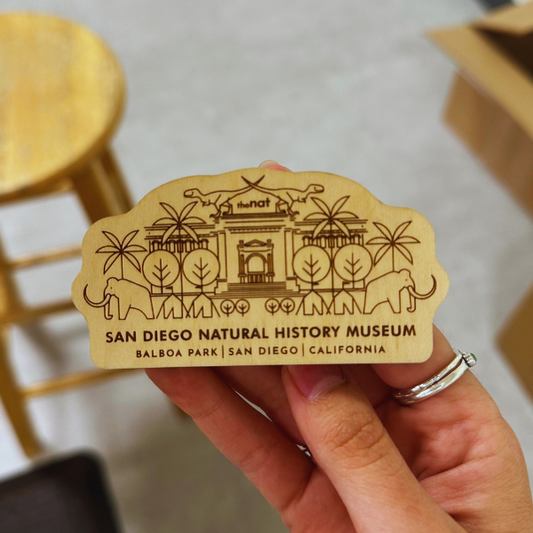 thenat
SAN DIEGO NATURAL HISTORY MUSEUM
BALBOA PARK | SAN DIEGO | CALIFORNIA